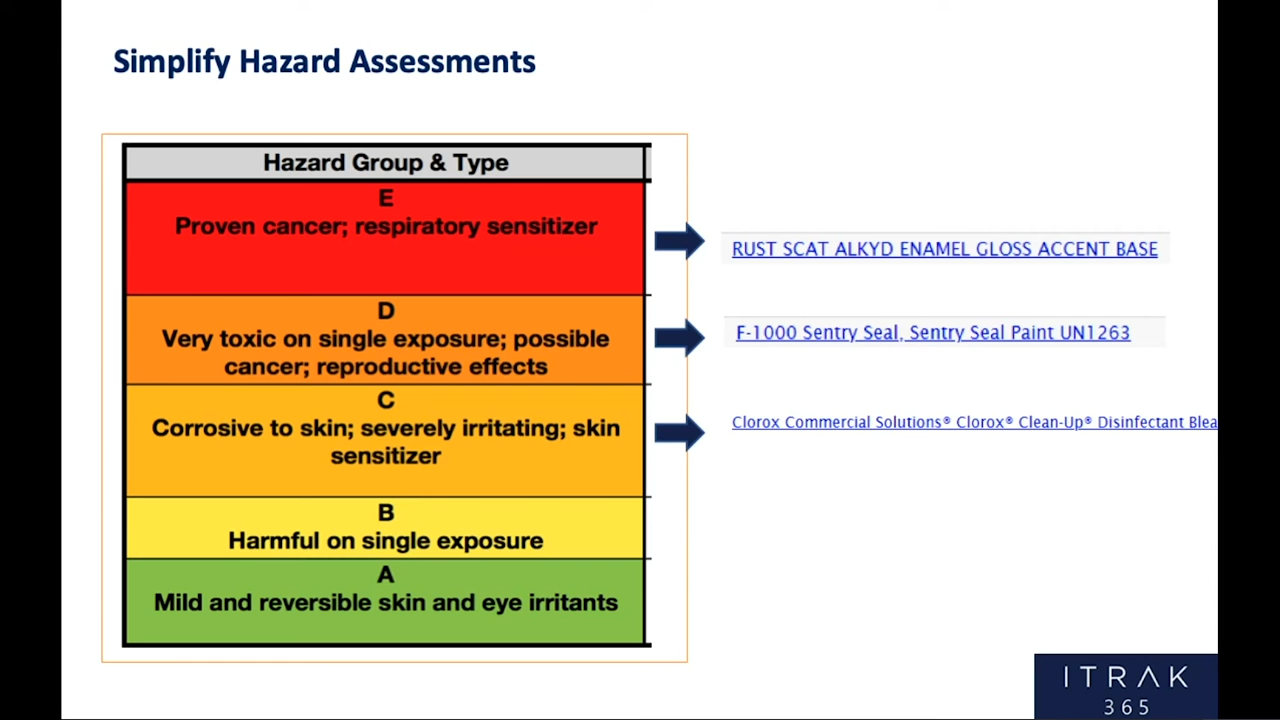 Simplify Hazard Assessments
Hazard Group & Type
E
Proven cancer; respiratory sensitizer
RUST SCAT ALKYD ENAMEL GLOSS ACCENT BASE
D
Very toxic on single exposure; possible
cancer; reproductive effects
F-1000 Sentry Seal, Sentry Seal Paint UN1263
C
Corrosive to skin; severely irritating; skin
sensitizer
Clorox Commercial Solutions® Clorox® Clean-Up® Disinfectant Blea
B
Harmful on single exposure
A
Mild and reversible skin and eye irritants
ITRAK
365